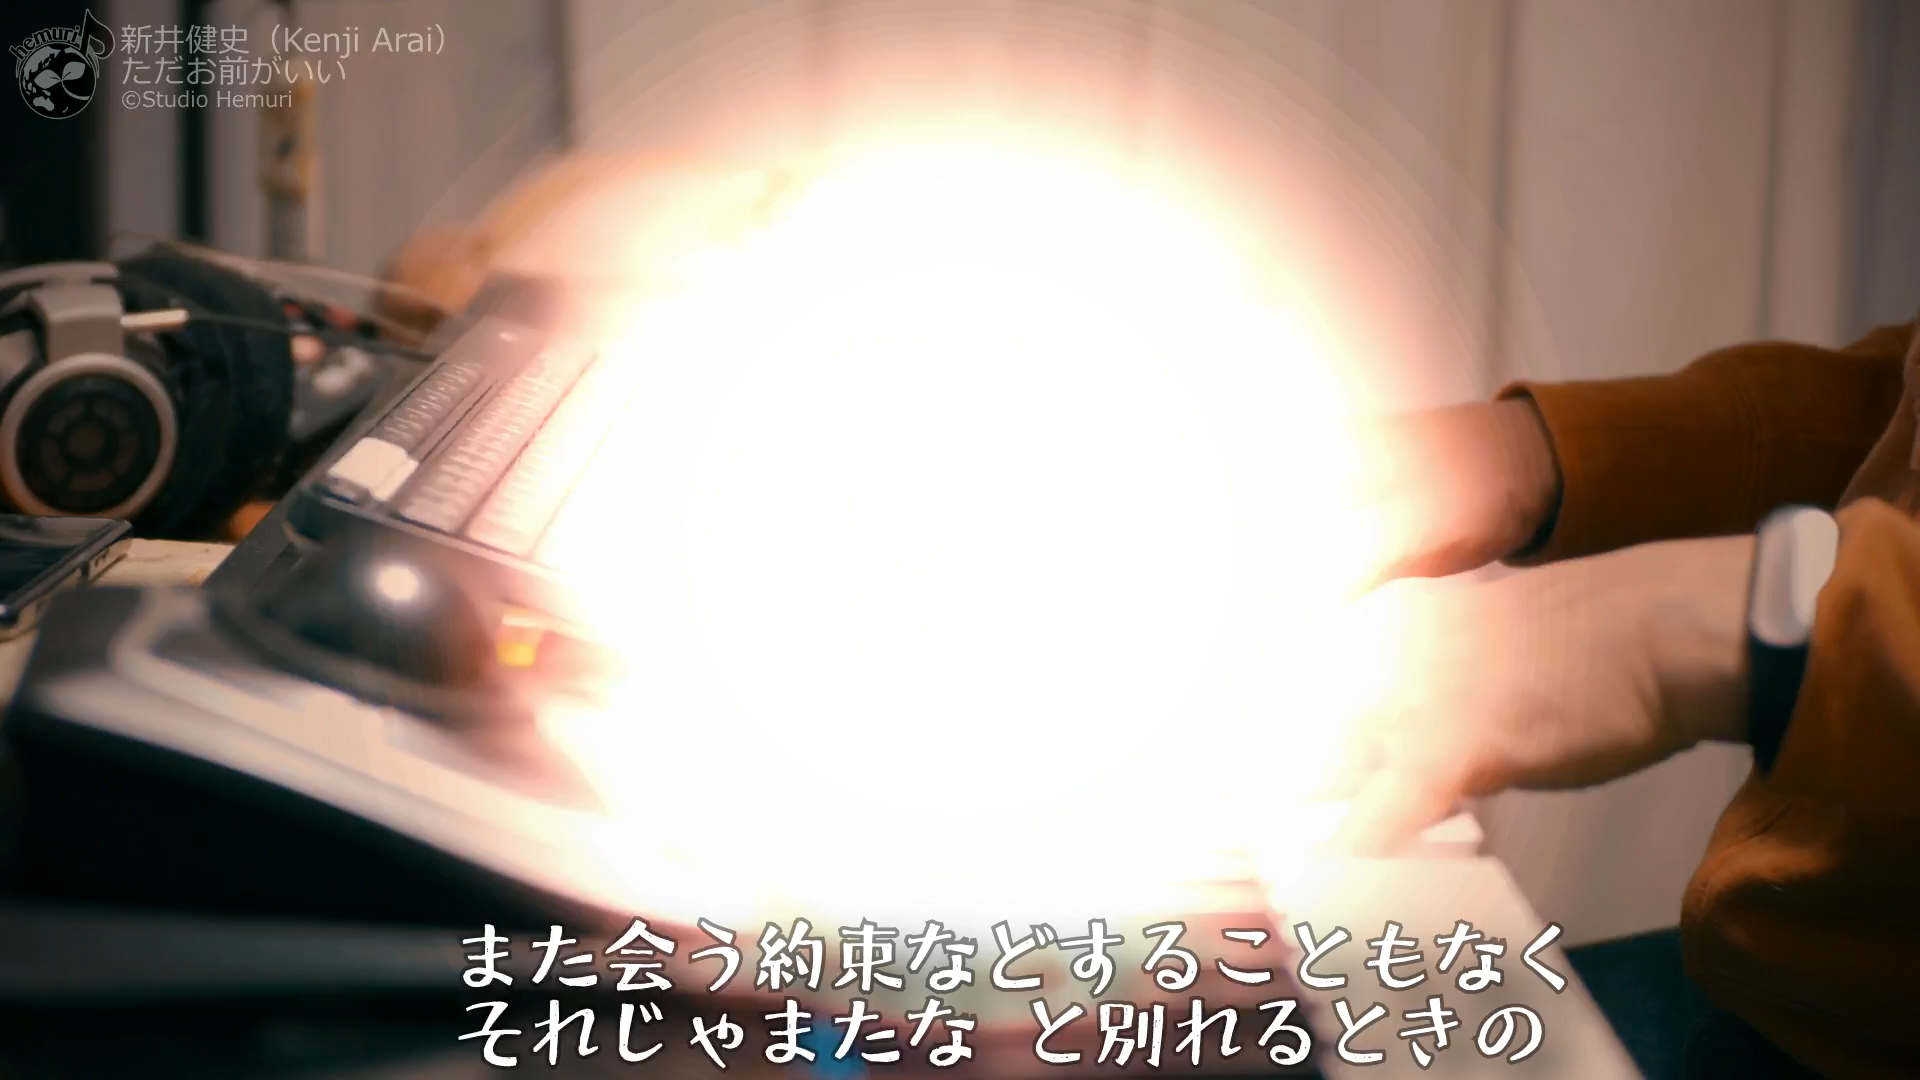 hemuri
新井健史（Kenji Arai）
ただお前がいい
©Studio Hemuri
また会う約束などすることもなく
それじゃまたな と別れるときの